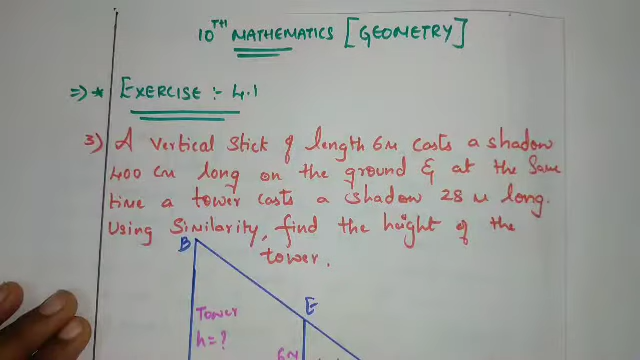 10TH MATHEMATICS [GEOMETRY]
=> * EXERCISE :- 4.1
3) A Vertical Stick of length 6m casts a shadow
400 cm long on the ground & at the same
time a tower casts a shadow 28 m long.
Using Similarity, find the height of the
tower.
B
E
Tower
h=?
6m